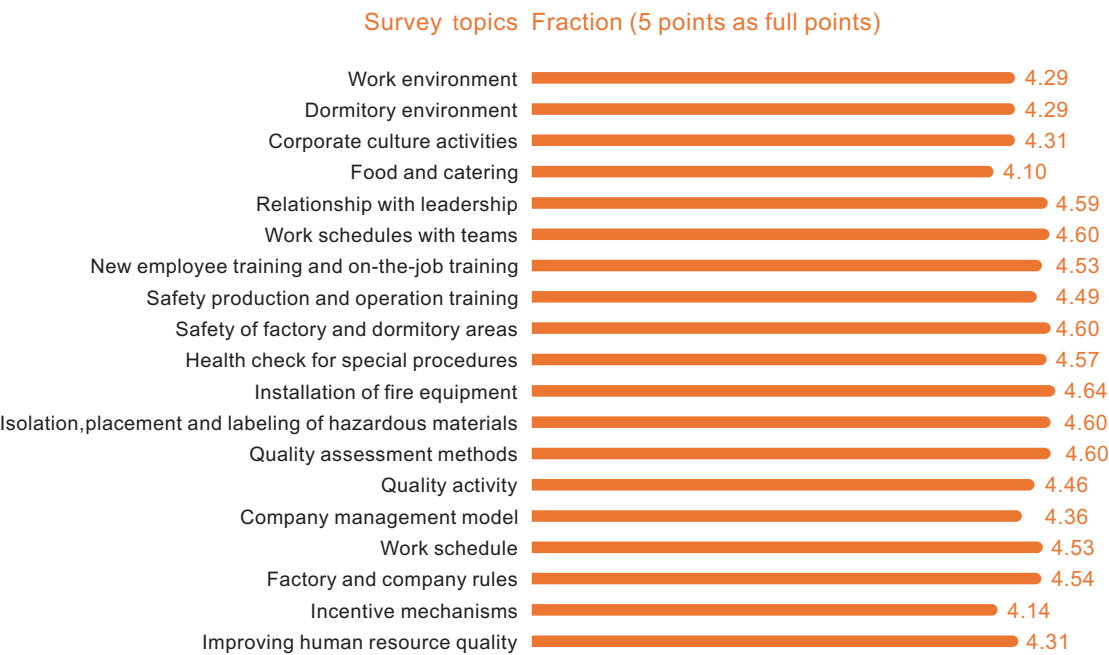 Survey topics Fraction (5 points as full points)
Work environment 4.29
Dormitory environment 4.29
Corporate culture activities 4.31
Food and catering 4.10
Relationship with leadership 4.59
Work schedules with teams 4.60
New employee training and on-the-job training 4.53
Safety production and operation training 4.49
Safety of factory and dormitory areas 4.60
Health check for special procedures 4.57
Installation of fire equipment 4.64
Isolation,placement and labeling of hazardous materials 4.60
Quality assessment methods 4.60
Quality activity 4.46
Company management model 4.36
Work schedule 4.53
Factory and company rules 4.54
Incentive mechanisms 4.14
Improving human resource quality 4.31